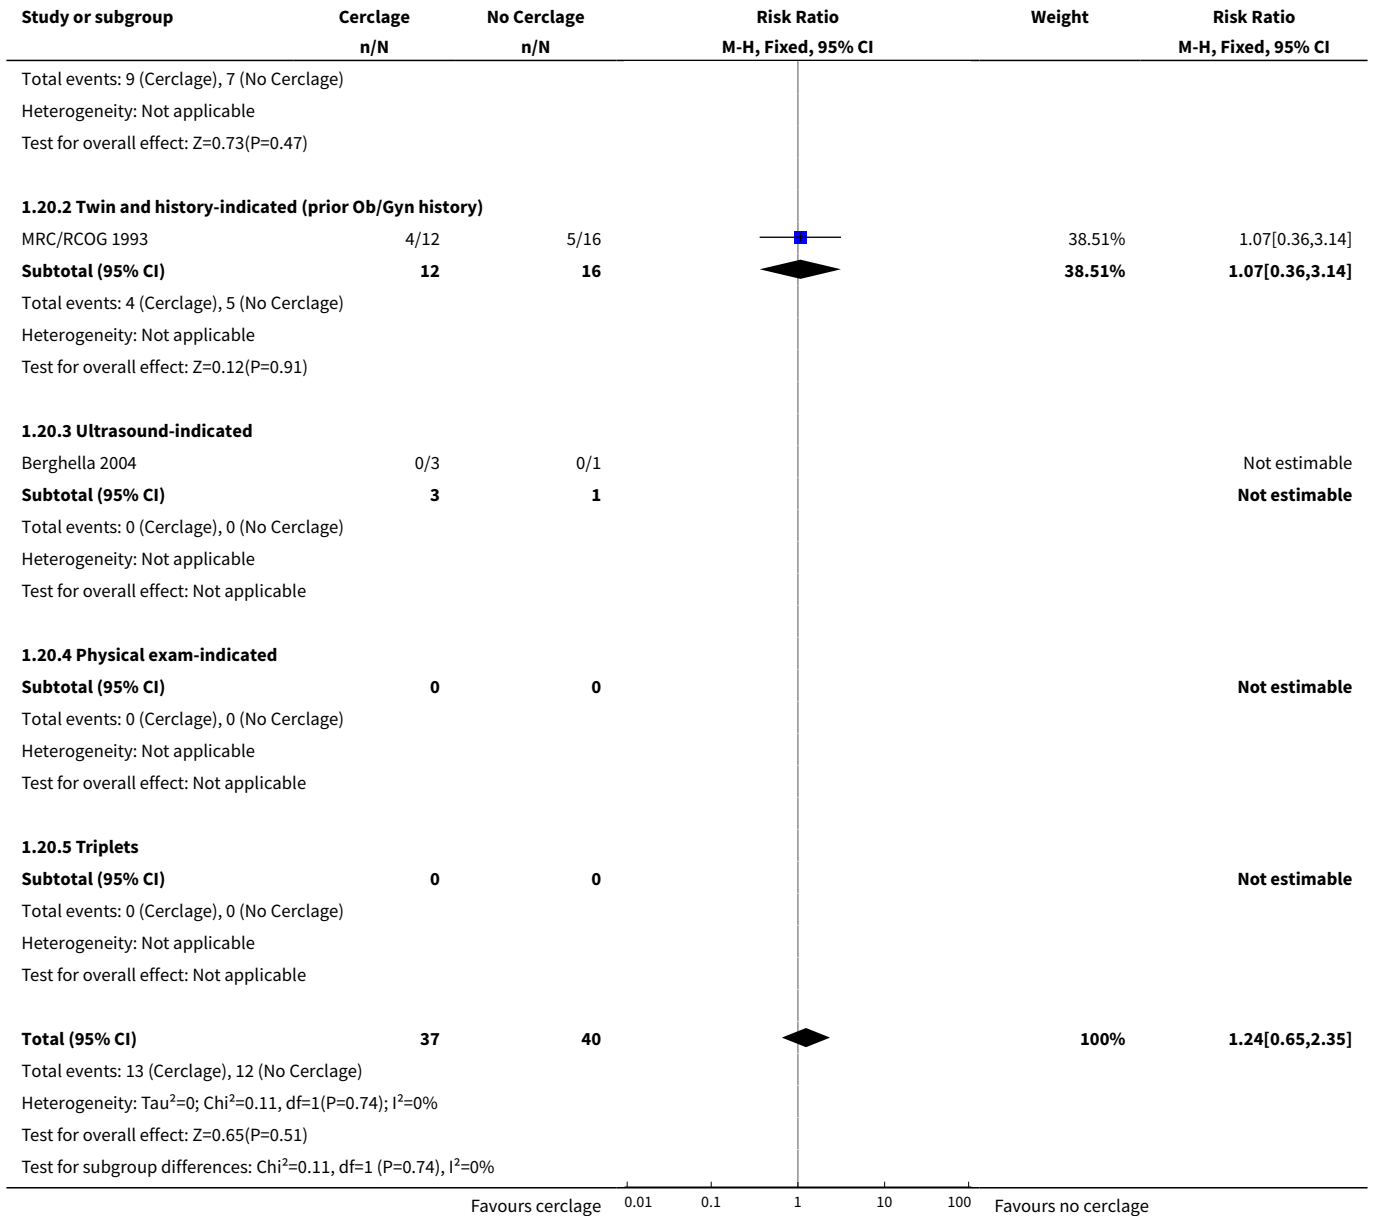 Study or subgroup Cerclage No Cerclage Risk Ratio Weight Risk Ratio
n/N n/N M-H, Fixed, 95% CI M-H, Fixed, 95% CI
Total events: 9 (Cerclage), 7 (No Cerclage)
Heterogeneity: Not applicable
Test for overall effect: Z=0.73(P=0.47)
1.20.2 Twin and history-indicated (prior Ob/Gyn history)
MRC/RCOG 1993 4/12 5/16 38.51% 1.07[0.36,3.14]
Subtotal (95% CI) 12 16 38.51% 1.07[0.36,3.14]
Total events: 4 (Cerclage), 5 (No Cerclage)
Heterogeneity: Not applicable
Test for overall effect: Z=0.12(P=0.91)
1.20.3 Ultrasound-indicated
Berghella 2004 0/3 0/1 Not estimable
Subtotal (95% CI) 3 1 Not estimable
Total events: 0 (Cerclage), 0 (No Cerclage)
Heterogeneity: Not applicable
Test for overall effect: Not applicable
1.20.4 Physical exam-indicated
Subtotal (95% CI) 0 0 Not estimable
Total events: 0 (Cerclage), 0 (No Cerclage)
Heterogeneity: Not applicable
Test for overall effect: Not applicable
1.20.5 Triplets
Subtotal (95% CI) 0 0 Not estimable
Total events: 0 (Cerclage), 0 (No Cerclage)
Heterogeneity: Not applicable
Test for overall effect: Not applicable
Total (95% CI) 37 40 100% 1.24[0.65,2.35]
Total events: 13 (Cerclage), 12 (No Cerclage)
Heterogeneity: Tau²=0; Chi²=0.11, df=1(P=0.74); I²=0%
Test for overall effect: Z=0.65(P=0.51)
Test for subgroup differences: Chi²=0.11, df=1 (P=0.74), I²=0%
Favours cerclage 0.01 0.1 1 10 100 Favours no cerclage